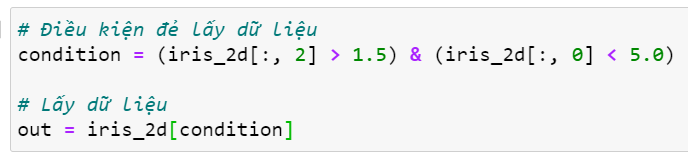 # Điều kiện đẻ lấy dữ liệu
condition = (iris_2d[:, 2] > 1.5) & (iris_2d[:, 0] < 5.0)
# Lấy dữ liệu
out = iris_2d[condition]